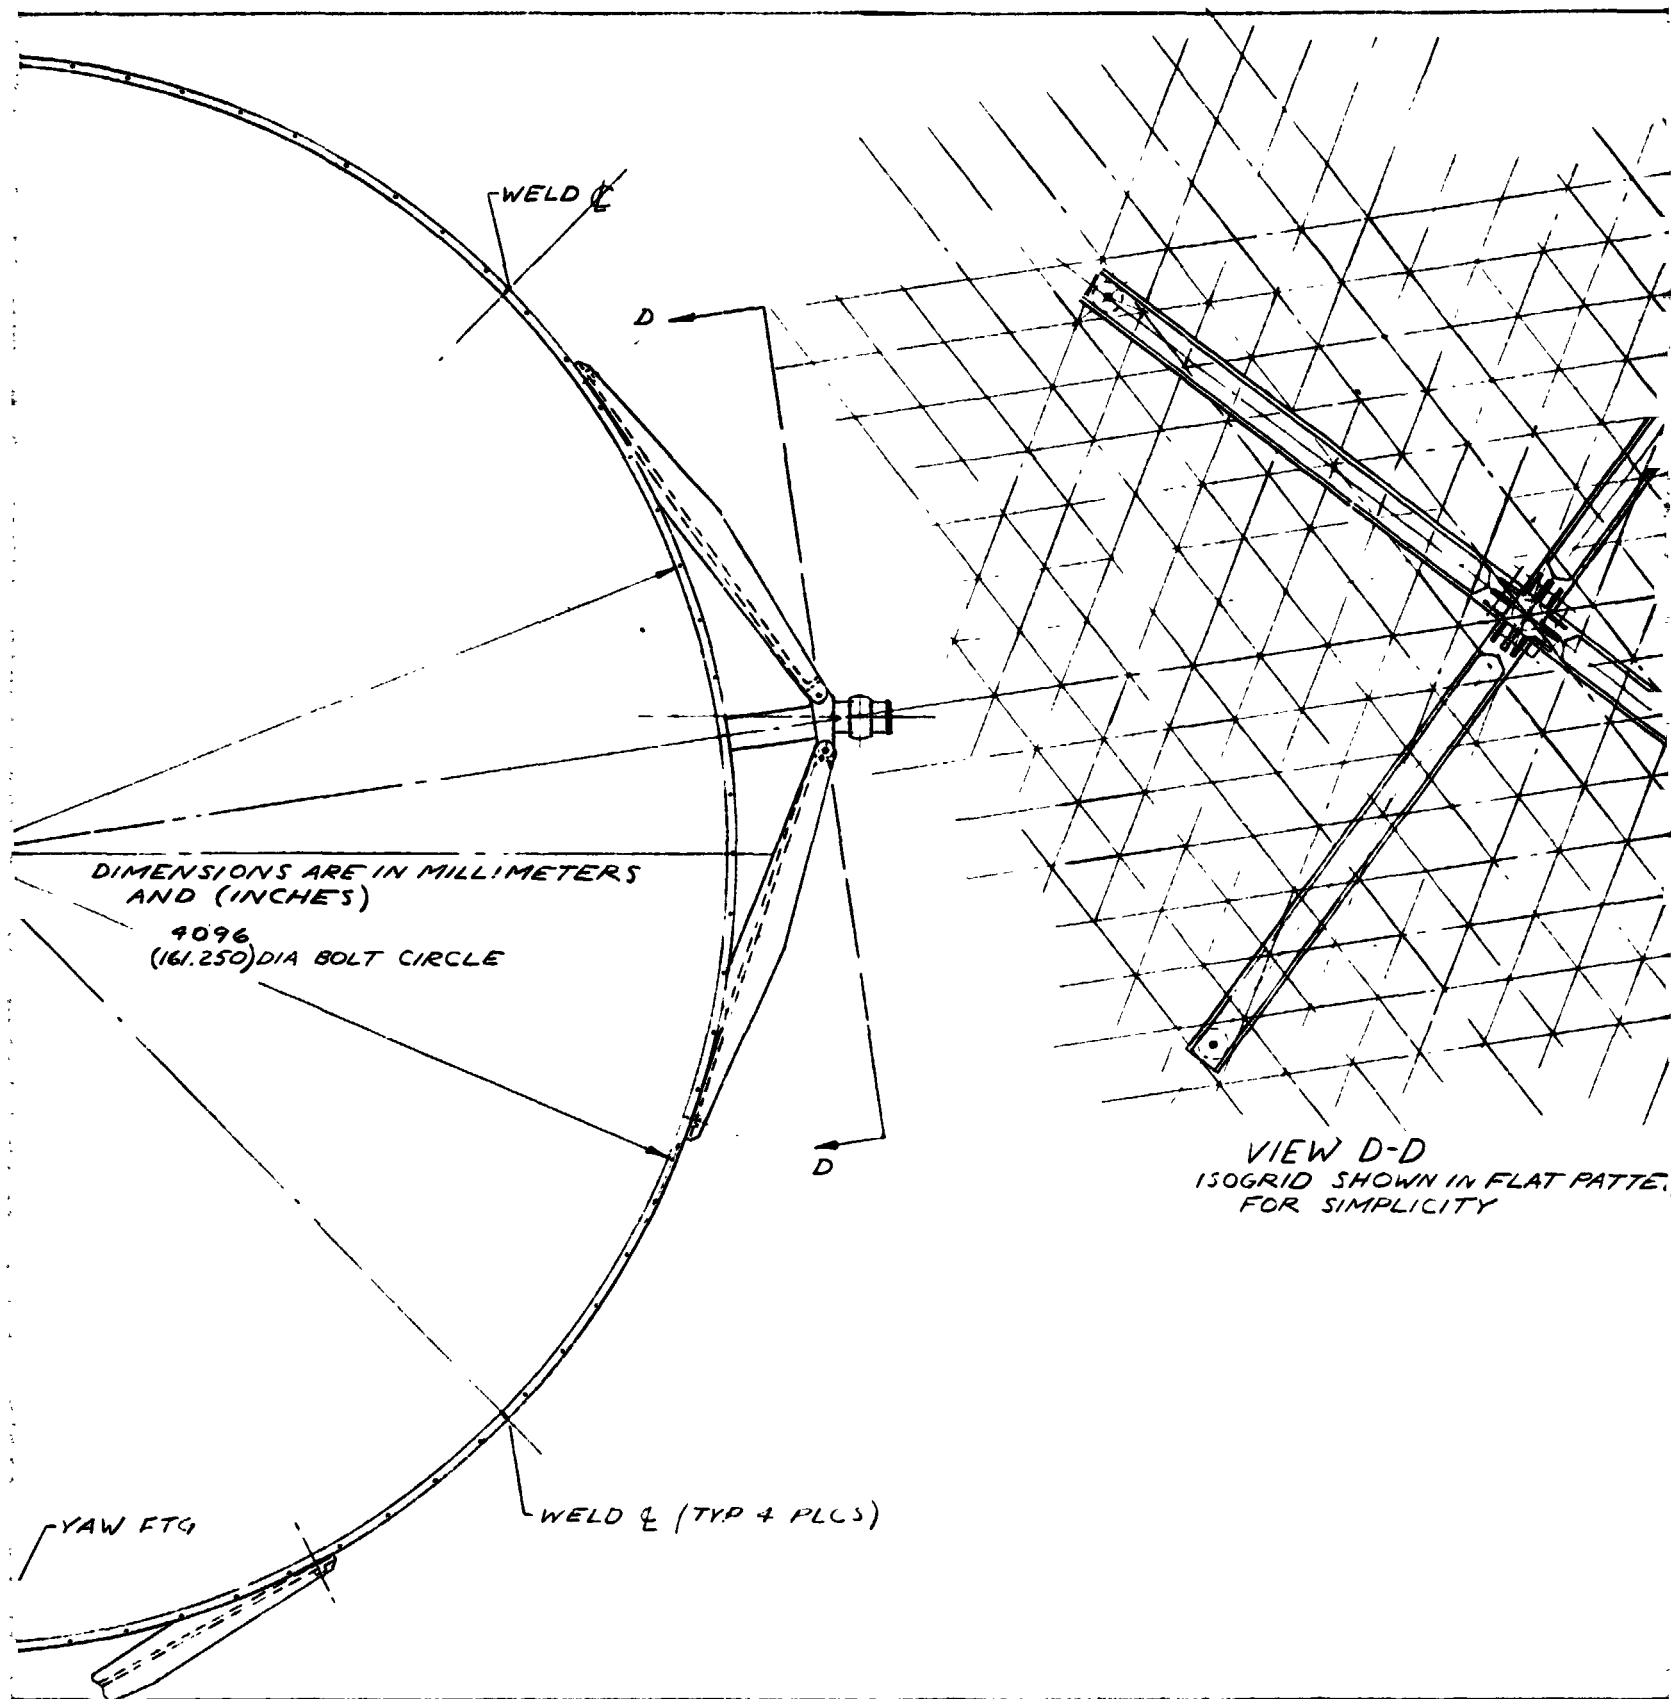 WELD ℄
D
DIMENSIONS ARE IN MILLIMETERS
AND (INCHES)
4096
(161.250) DIA BOLT CIRCLE
D
VIEW D-D
ISOGRID SHOWN IN FLAT PATTE
FOR SIMPLICITY
WELD ℄ (TYP 4 PLCS)
YAW FTG